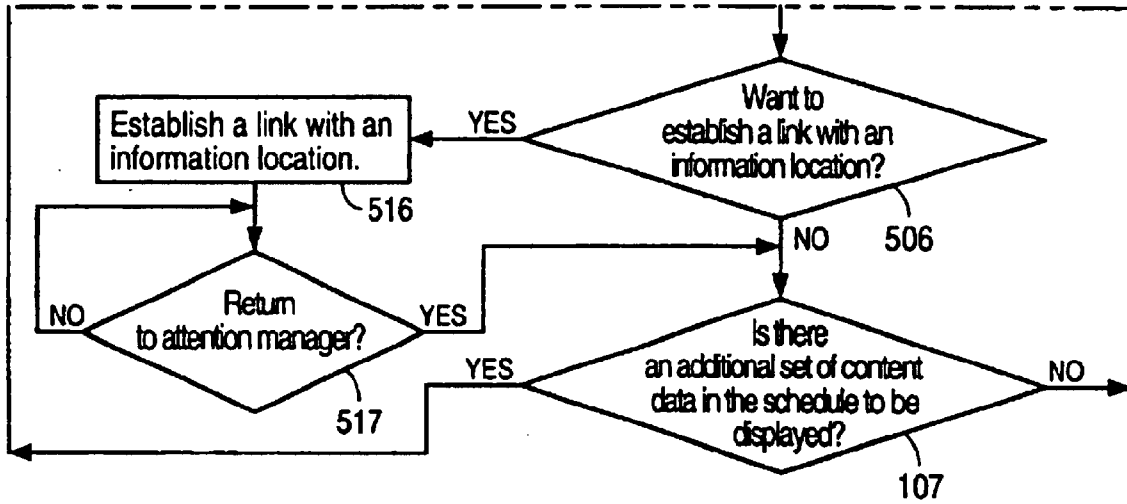 Want to
establish a link with an
information location?
YES
Establish a link with an
information location.
516
506
NO
Return
to attention manager?
NO
YES
517
Is there
an additional set of content
data in the schedule to be
displayed?
YES
NO
107